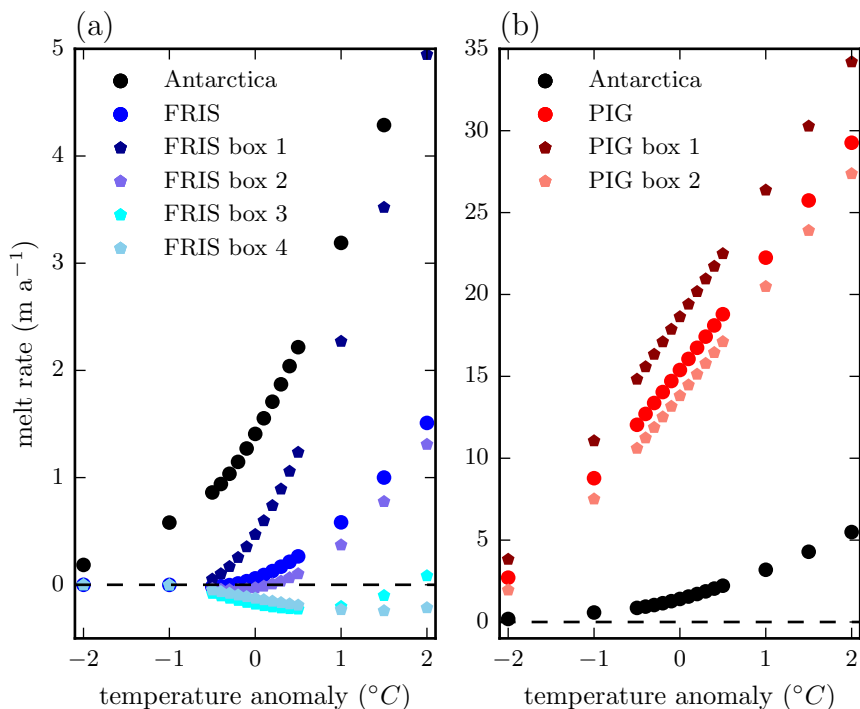 (a)
5
4
3
2
1
0
melt rate (m a⁻¹)
Antarctica
FRIS
FRIS box 1
FRIS box 2
FRIS box 3
FRIS box 4
−2 −1 0 1 2
temperature anomaly (°C)
(b)
35
30
25
20
15
10
5
0
Antarctica
PIG
PIG box 1
PIG box 2
−2 −1 0 1 2
temperature anomaly (°C)